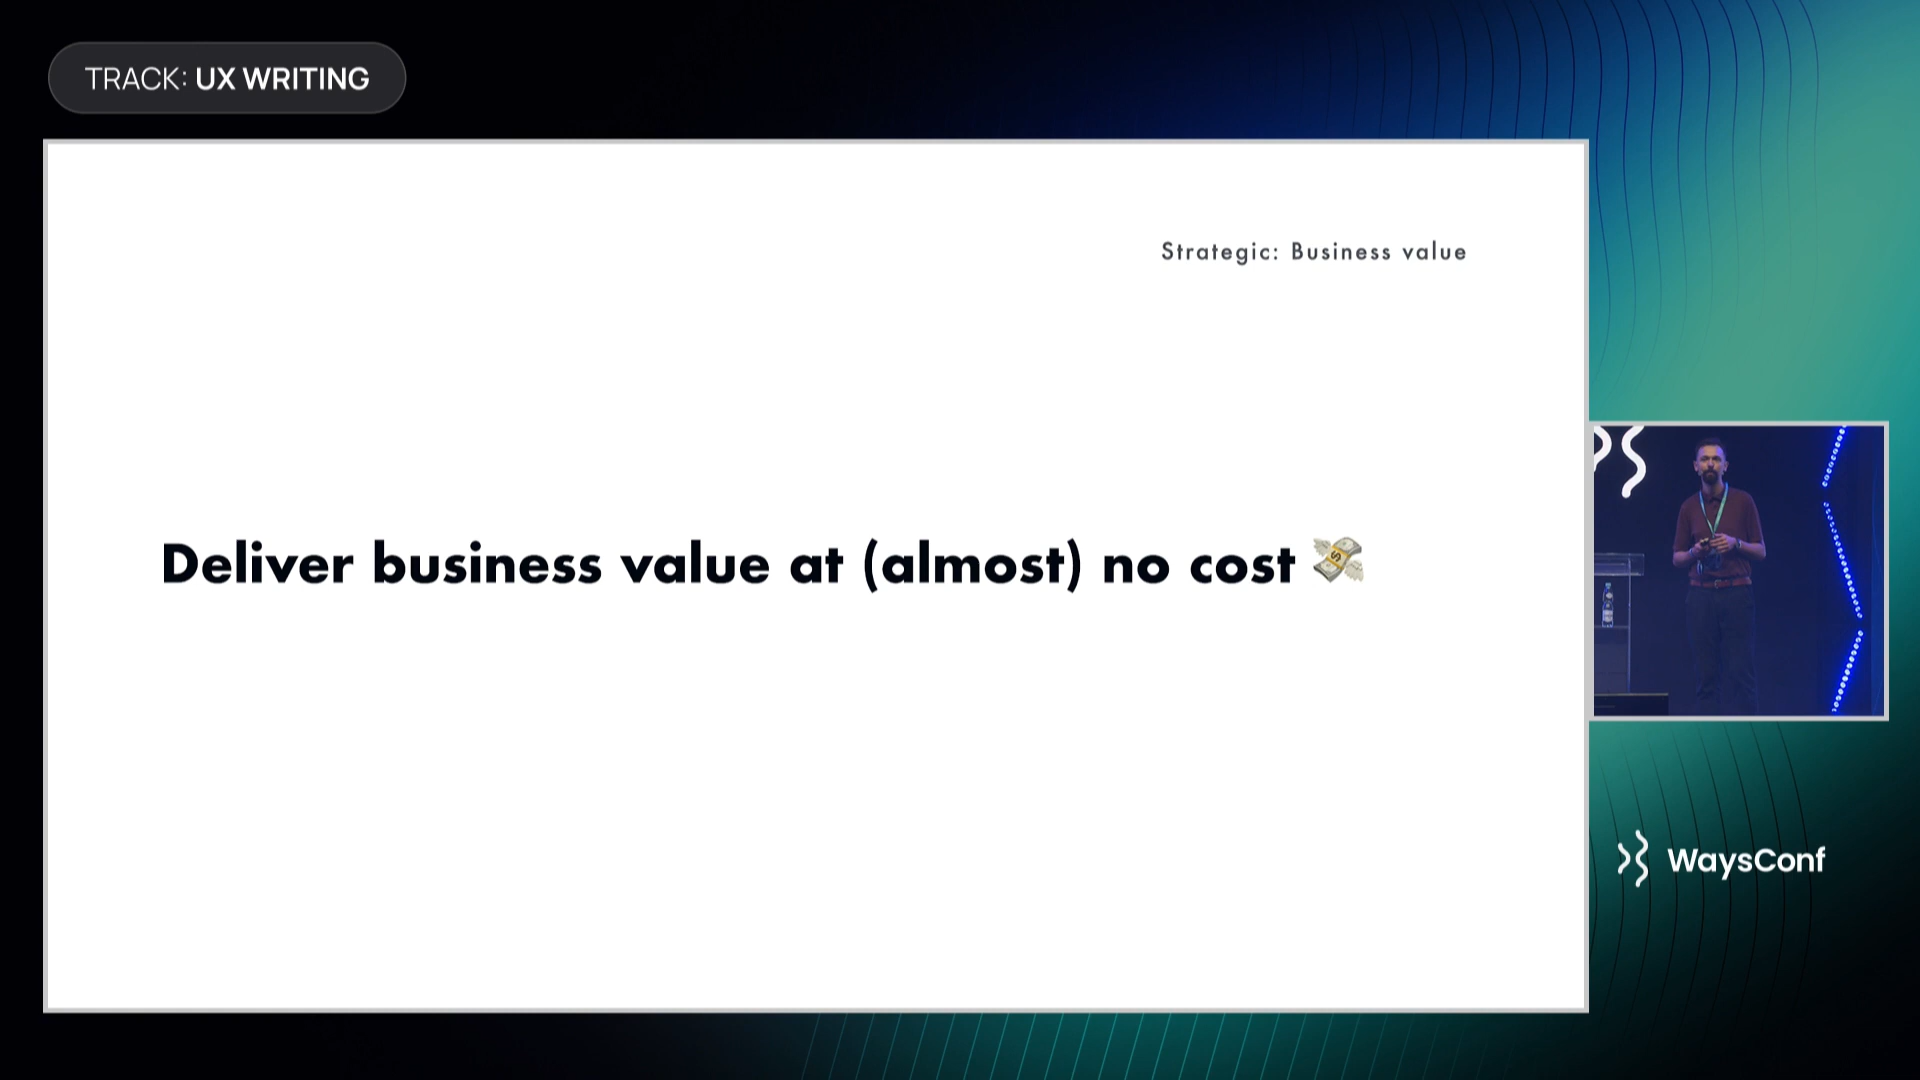 TRACK: UX WRITING
Strategic: Business value
Deliver business value at (almost) no cost 💸
WaysConf